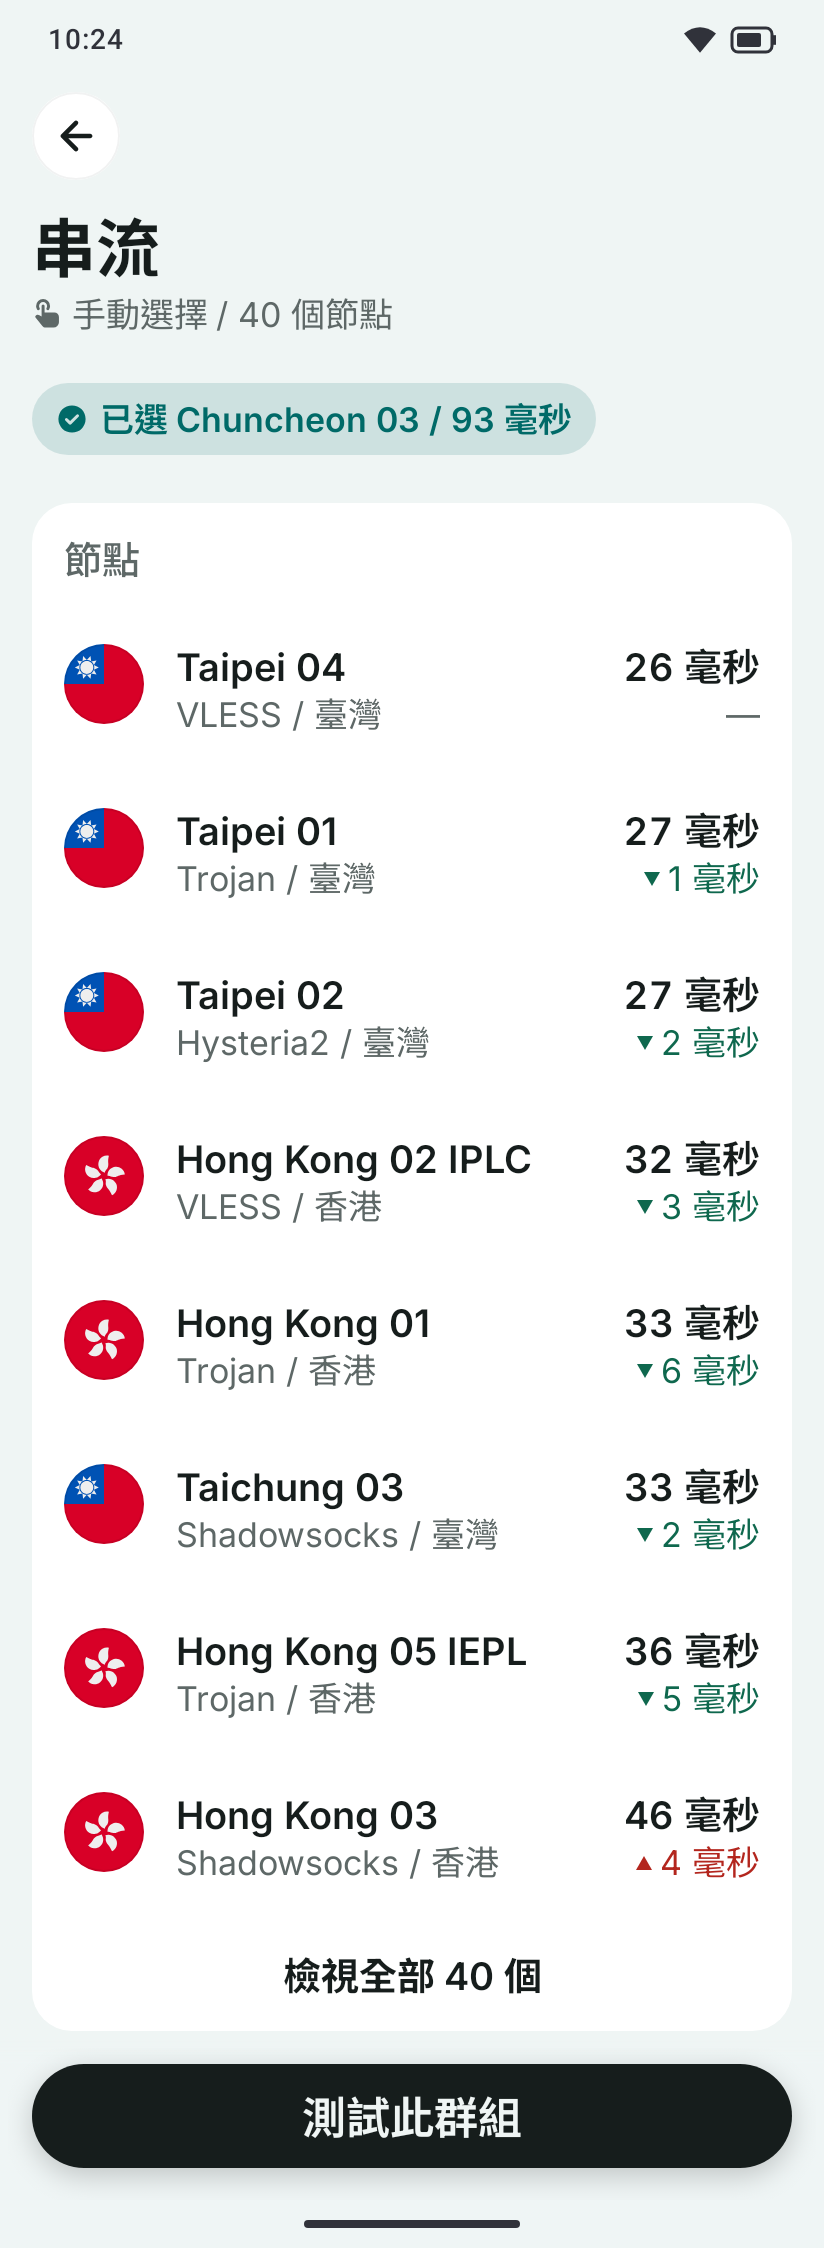 10:24
串流
手動選擇 / 40 個節點
已選 Chuncheon 03 / 93 毫秒
節點
Taipei 04
26 毫秒
VLESS / 臺灣
—
Taipei 01
27 毫秒
Trojan / 臺灣
▼1 毫秒
Taipei 02
27 毫秒
Hysteria2 / 臺灣
▼2 毫秒
Hong Kong 02 IPLC
32 毫秒
VLESS / 香港
▼3 毫秒
Hong Kong 01
33 毫秒
Trojan / 香港
▼6 毫秒
Taichung 03
33 毫秒
Shadowsocks / 臺灣
▼2 毫秒
Hong Kong 05 IEPL
36 毫秒
Trojan / 香港
▼5 毫秒
Hong Kong 03
46 毫秒
Shadowsocks / 香港
▲4 毫秒
檢視全部 40 個
測試此群組